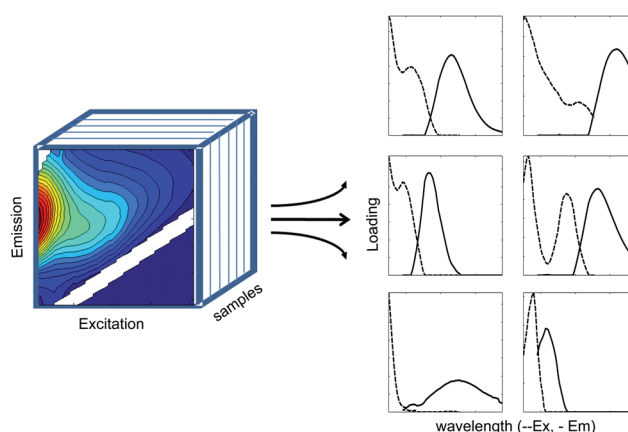 Emission
Excitation
samples
Loading
wavelength (--Ex, - Em)